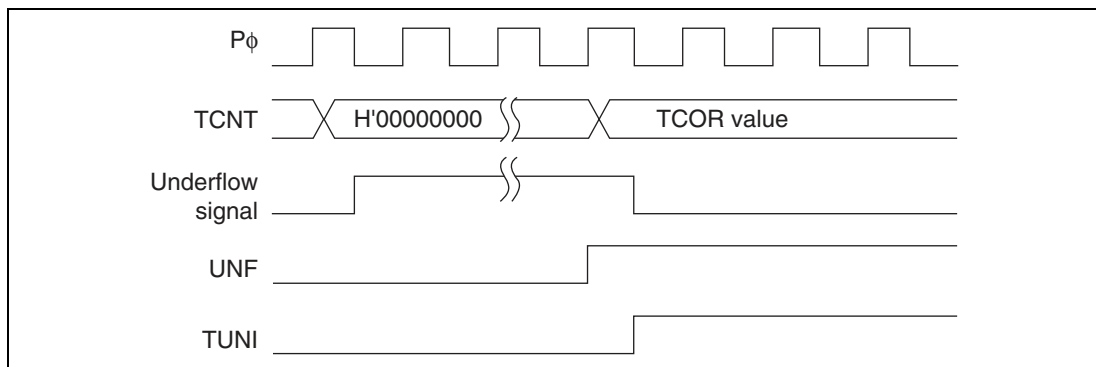 Pϕ
TCNT
H'00000000
TCOR value
Underflow
signal
UNF
TUNI